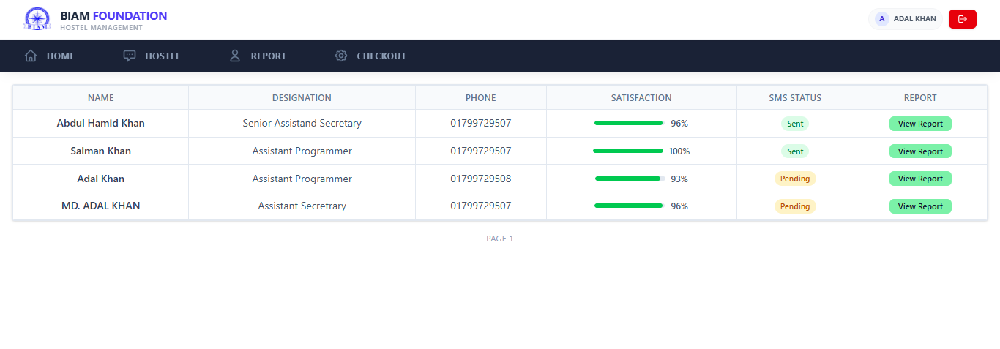 BIAM FOUNDATION
HOSTEL MANAGEMENT
BIAM
A ADAL KHAN
HOME HOSTEL REPORT CHECKOUT
NAME DESIGNATION PHONE SATISFACTION SMS STATUS REPORT
Abdul Hamid Khan Senior Assistand Secretary 01799729507 96% Sent View Report
Salman Khan Assistant Programmer 01799729507 100% Sent View Report
Adal Khan Assistant Programmer 01799729508 93% Pending View Report
MD. ADAL KHAN Assistant Secretrary 01799729507 96% Pending View Report
PAGE 1